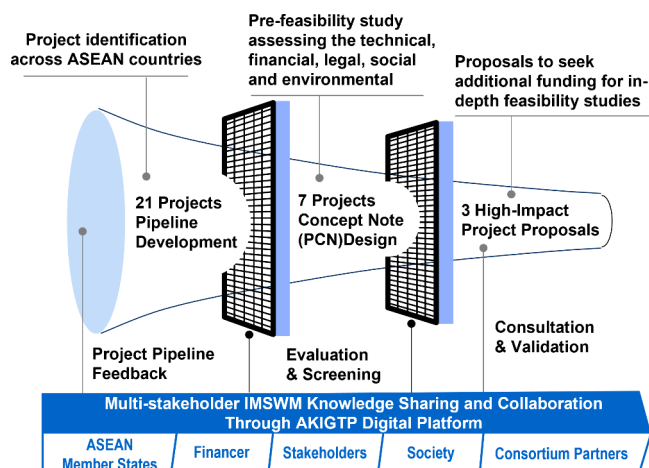 Project identification
across ASEAN countries
Pre-feasibility study
assessing the technical,
financial, legal, social
and environmental
Proposals to seek
additional funding for in-
depth feasibility studies
21 Projects
Pipeline
Development
7 Projects
Concept Note
(PCN)Design
3 High-Impact
Project Proposals
Project Pipeline
Feedback
Evaluation
& Screening
Consultation
& Validation
Multi-stakeholder IMSWM Knowledge Sharing and Collaboration
Through AKIGTP Digital Platform
ASEAN
Member States
Financer
Stakeholders
Society
Consortium Partners